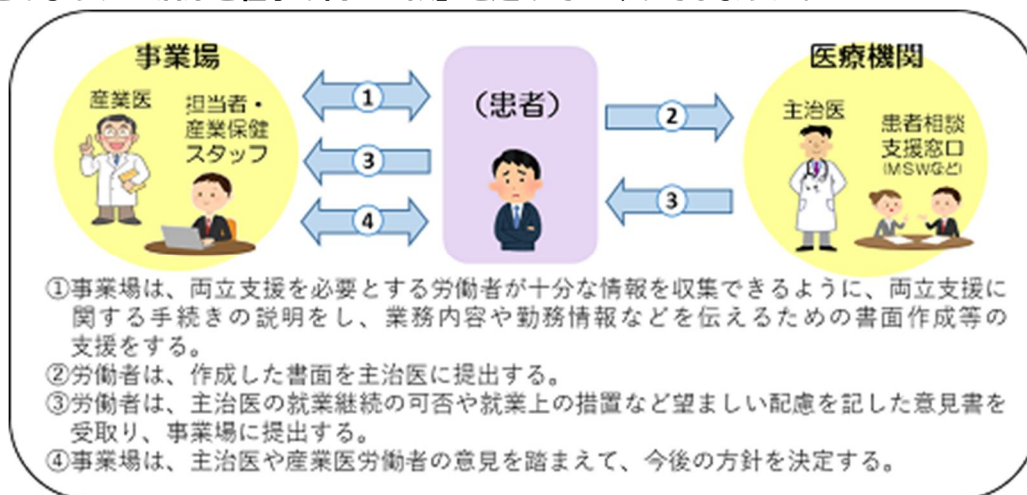 事業場
産業医
担当者・
産業保健
スタッフ
①
③
④
（患者）
②
③
医療機関
主治医
患者相談
支援窓口
(MSWなど)
①事業場は、両立支援を必要とする労働者が十分な情報を収集できるように、両立支援に
関する手続きの説明をし、業務内容や勤務情報などを伝えるための書面作成等の
支援をする。
②労働者は、作成した書面を主治医に提出する。
③労働者は、主治医の就業継続の可否や就業上の措置など望ましい配慮を記した意見書を
受取り、事業場に提出する。
④事業場は、主治医や産業医労働者の意見を踏まえて、今後の方針を決定する。